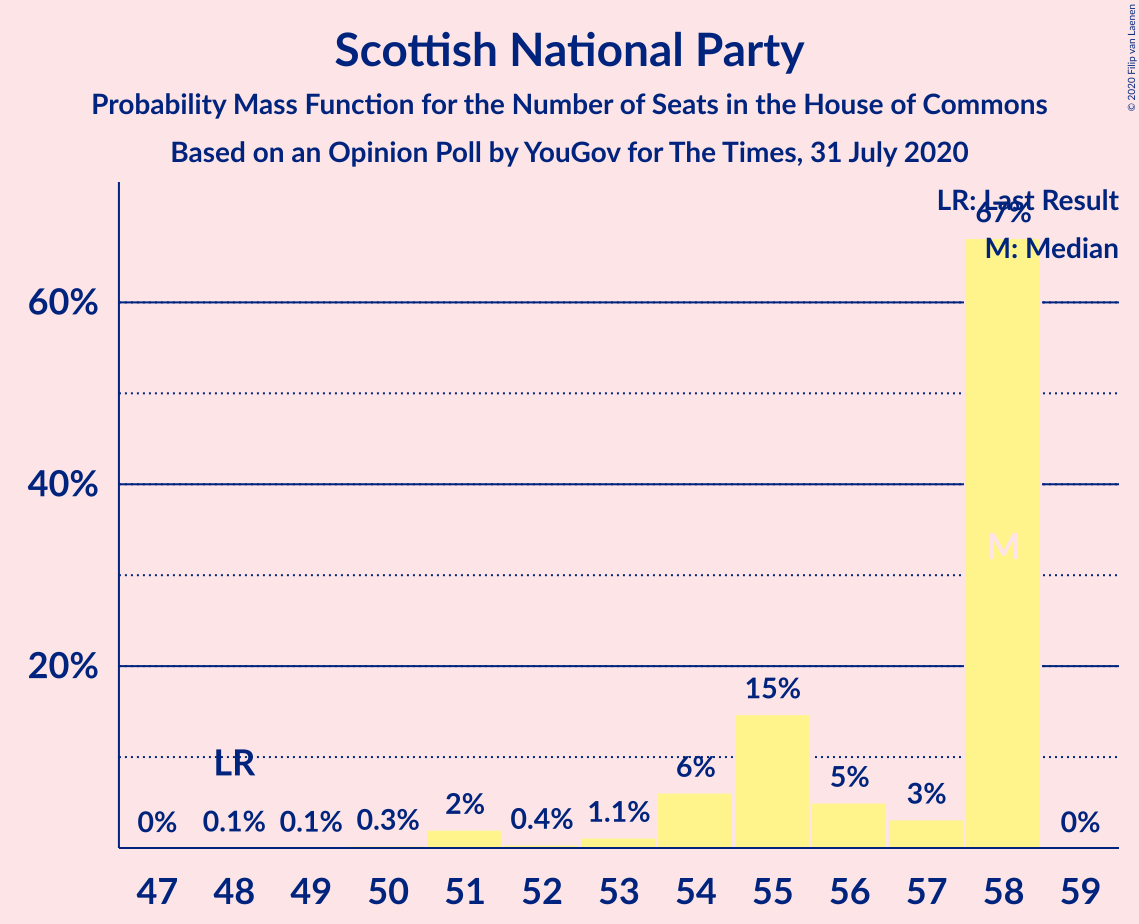 Scottish National Party
Probability Mass Function for the Number of Seats in the House of Commons
Based on an Opinion Poll by YouGov for The Times, 31 July 2020
© 2020 Filip van Laenen
LR: Last Result
M: Median
67%
60%
40%
20%
M
LR
0%
0.1%
0.1%
0.3%
2%
0.4%
1.1%
6%
15%
5%
3%
0%
47 48 49 50 51 52 53 54 55 56 57 58 59